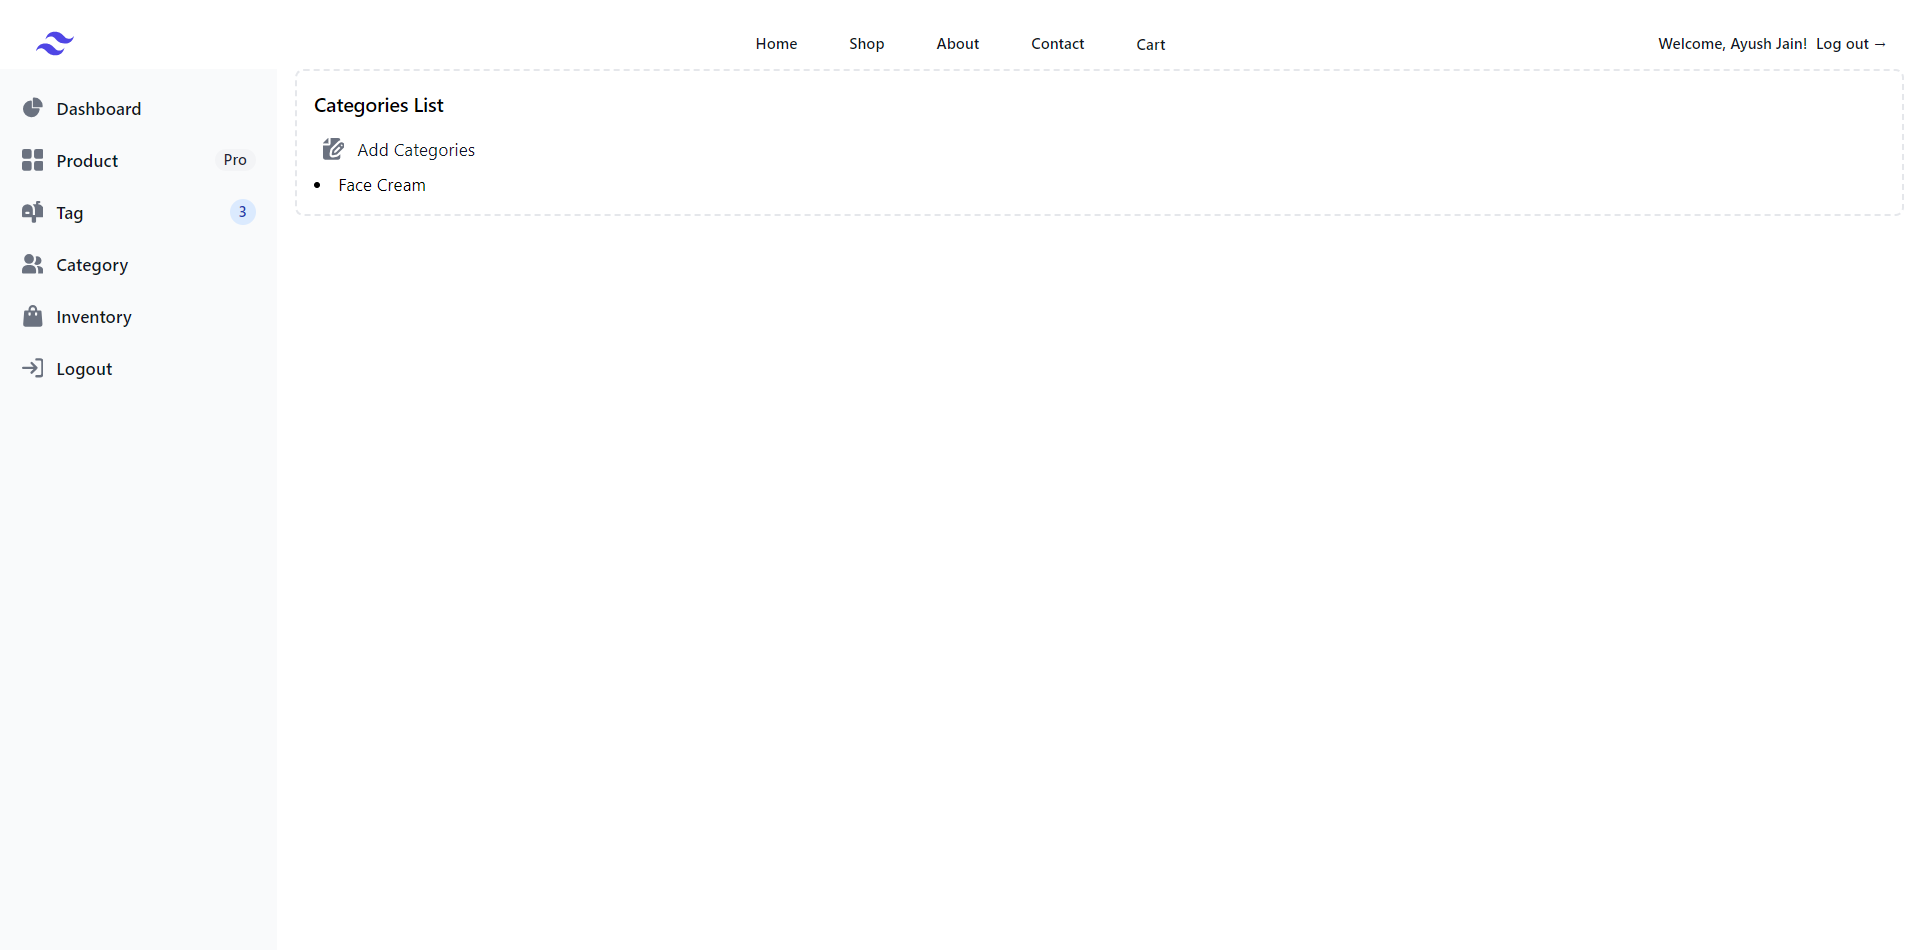 Home Shop About Contact Cart Welcome, Ayush Jain! Log out →
Dashboard
Product Pro
Tag 3
Category
Inventory
Logout
Categories List
Add Categories
• Face Cream